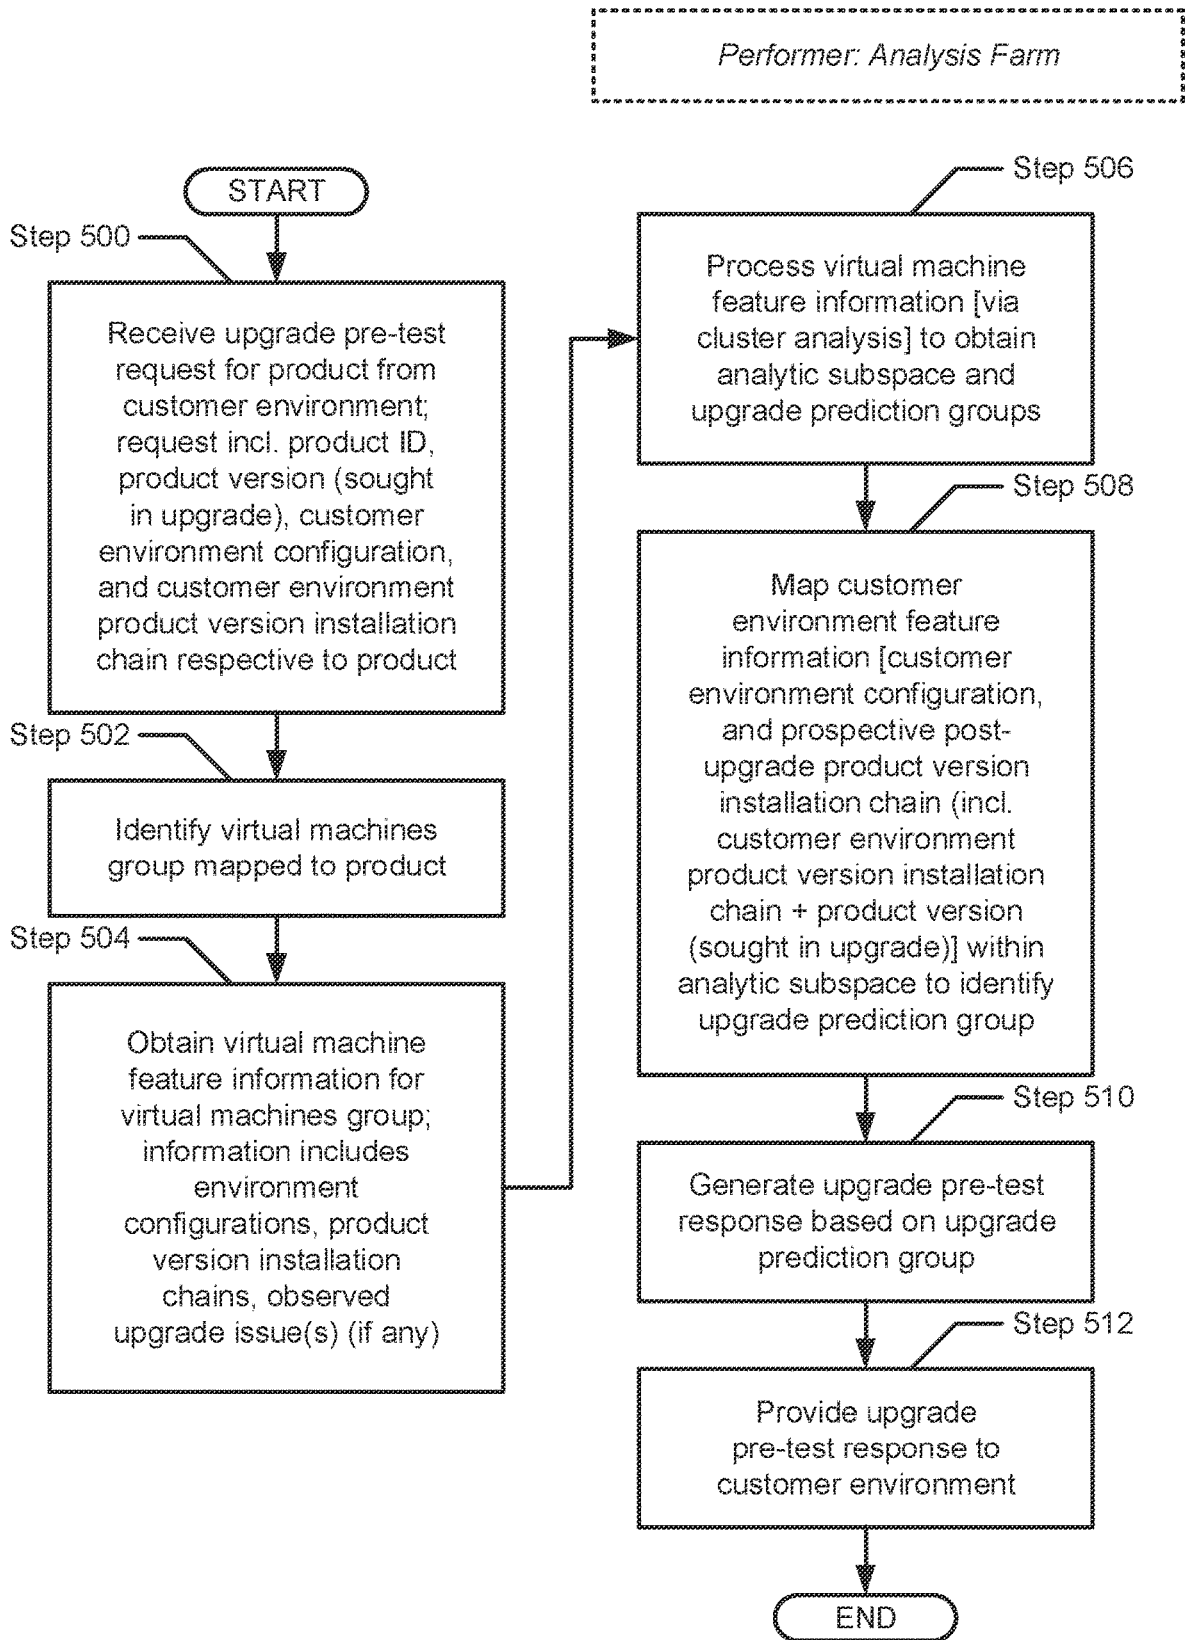 Performer: Analysis Farm
START
Step 500
Receive upgrade pre-test
request for product from
customer environment;
request incl. product ID,
product version (sought
in upgrade), customer
environment configuration,
and customer environment
product version installation
chain respective to product
Step 502
Identify virtual machines
group mapped to product
Step 504
Obtain virtual machine
feature information for
virtual machines group;
information includes
environment
configurations, product
version installation
chains, observed
upgrade issue(s) (if any)
Step 506
Process virtual machine
feature information [via
cluster analysis] to obtain
analytic subspace and
upgrade prediction groups
Step 508
Map customer
environment feature
information [customer
environment configuration,
and prospective post-
upgrade product version
installation chain (incl.
customer environment
product version installation
chain + product version
(sought in upgrade)] within
analytic subspace to identify
upgrade prediction group
Step 510
Generate upgrade pre-test
response based on upgrade
prediction group
Step 512
Provide upgrade
pre-test response to
customer environment
END